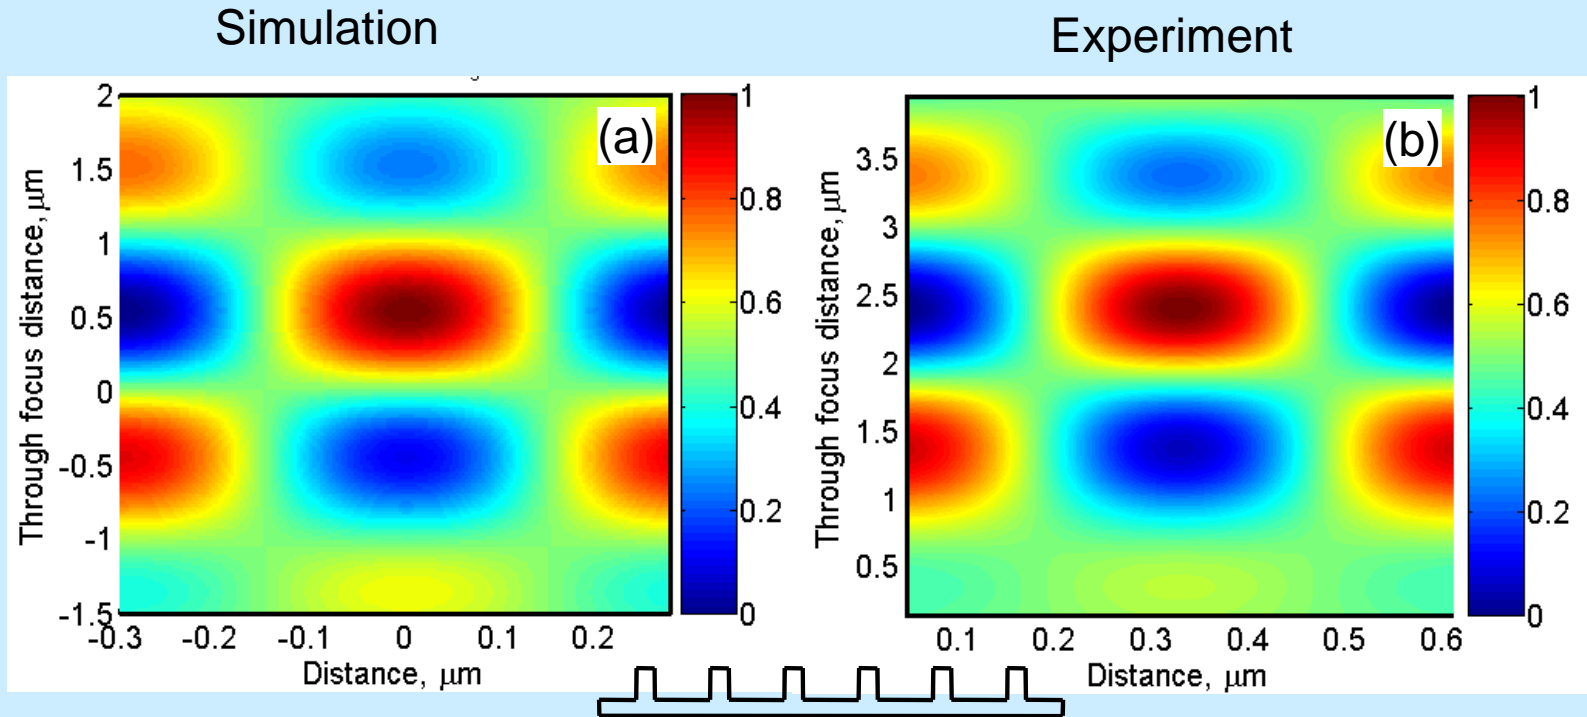 Simulation
Experiment
(a)
2
1.5
1
0.5
0
-0.5
-1
-1.5
Through focus distance, μm
-0.3 -0.2 -0.1 0 0.1 0.2
Distance, μm
1
0.8
0.6
0.4
0.2
0
(b)
3.5
3
2.5
2
1.5
1
0.5
Through focus distance, μm
0.1 0.2 0.3 0.4 0.5 0.6
Distance, μm
1
0.8
0.6
0.4
0.2
0